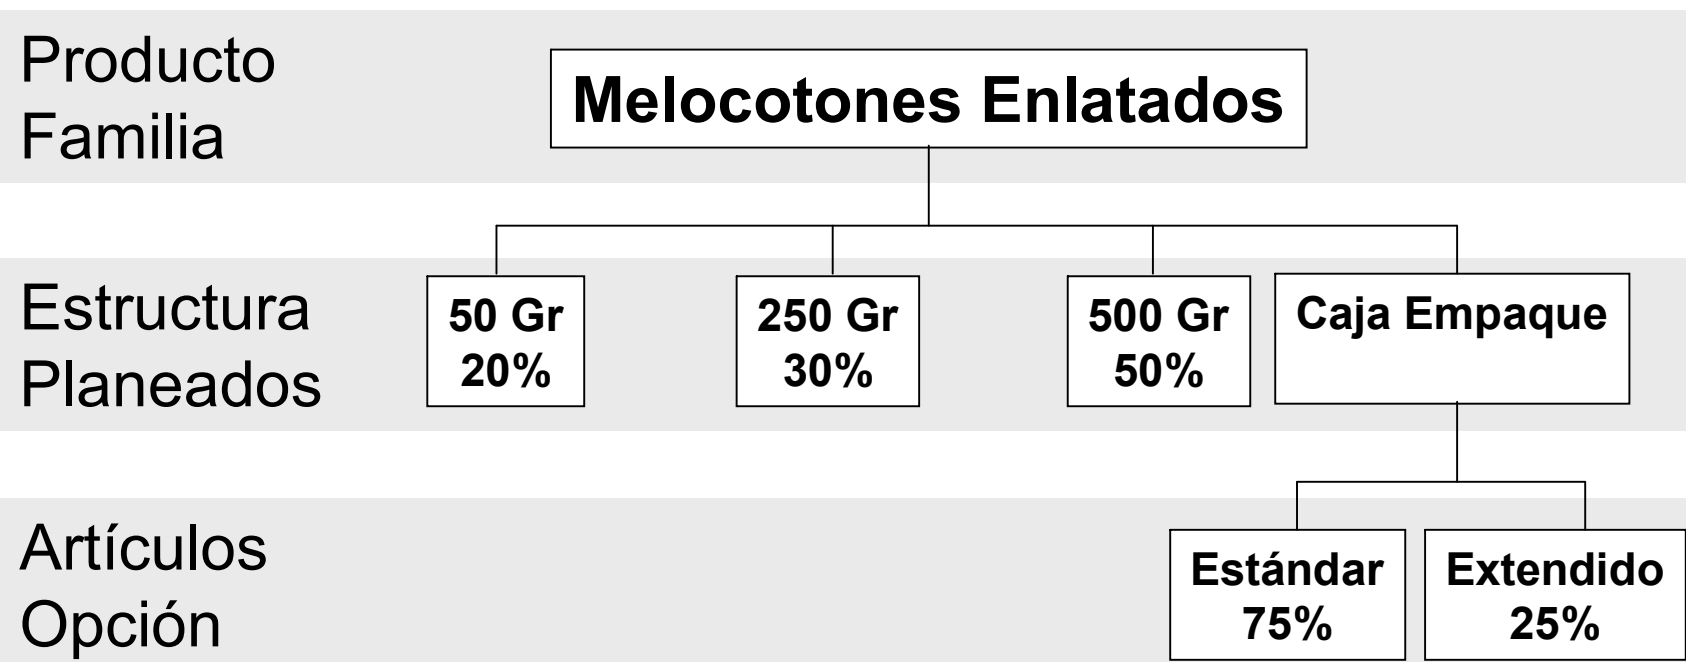 Producto
Familia
Melocotones Enlatados
Estructura
Planeados
50 Gr
20%
250 Gr
30%
500 Gr
50%
Caja Empaque
Artículos
Opción
Estándar
75%
Extendido
25%